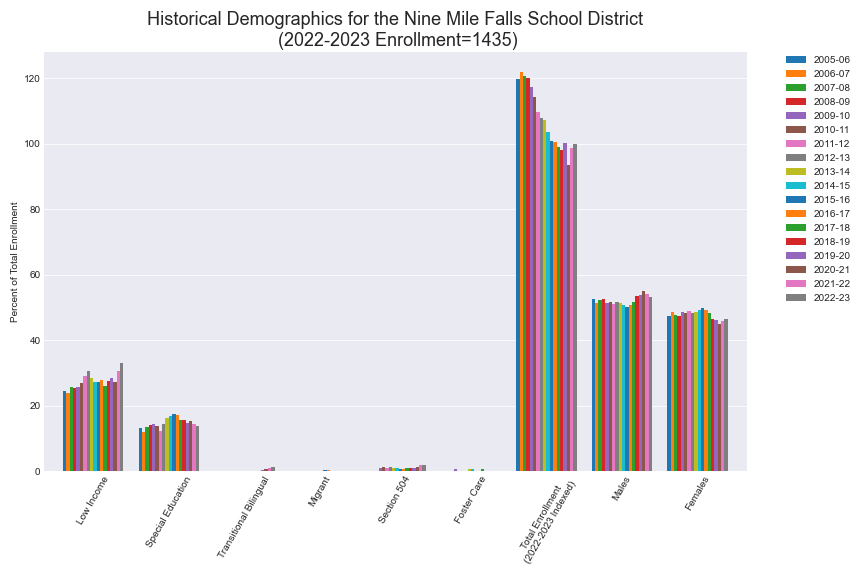 Historical Demographics for the Nine Mile Falls School District
(2022-2023 Enrollment=1435)
Percent of Total Enrollment
120
100
80
60
40
20
0
Low Income
Special Education
Transitional Bilingual
Migrant
Section 504
Foster Care
Total Enrollment
(2022-2023 Indexed)
Males
Females
2005-06
2006-07
2007-08
2008-09
2009-10
2010-11
2011-12
2012-13
2013-14
2014-15
2015-16
2016-17
2017-18
2018-19
2019-20
2020-21
2021-22
2022-23